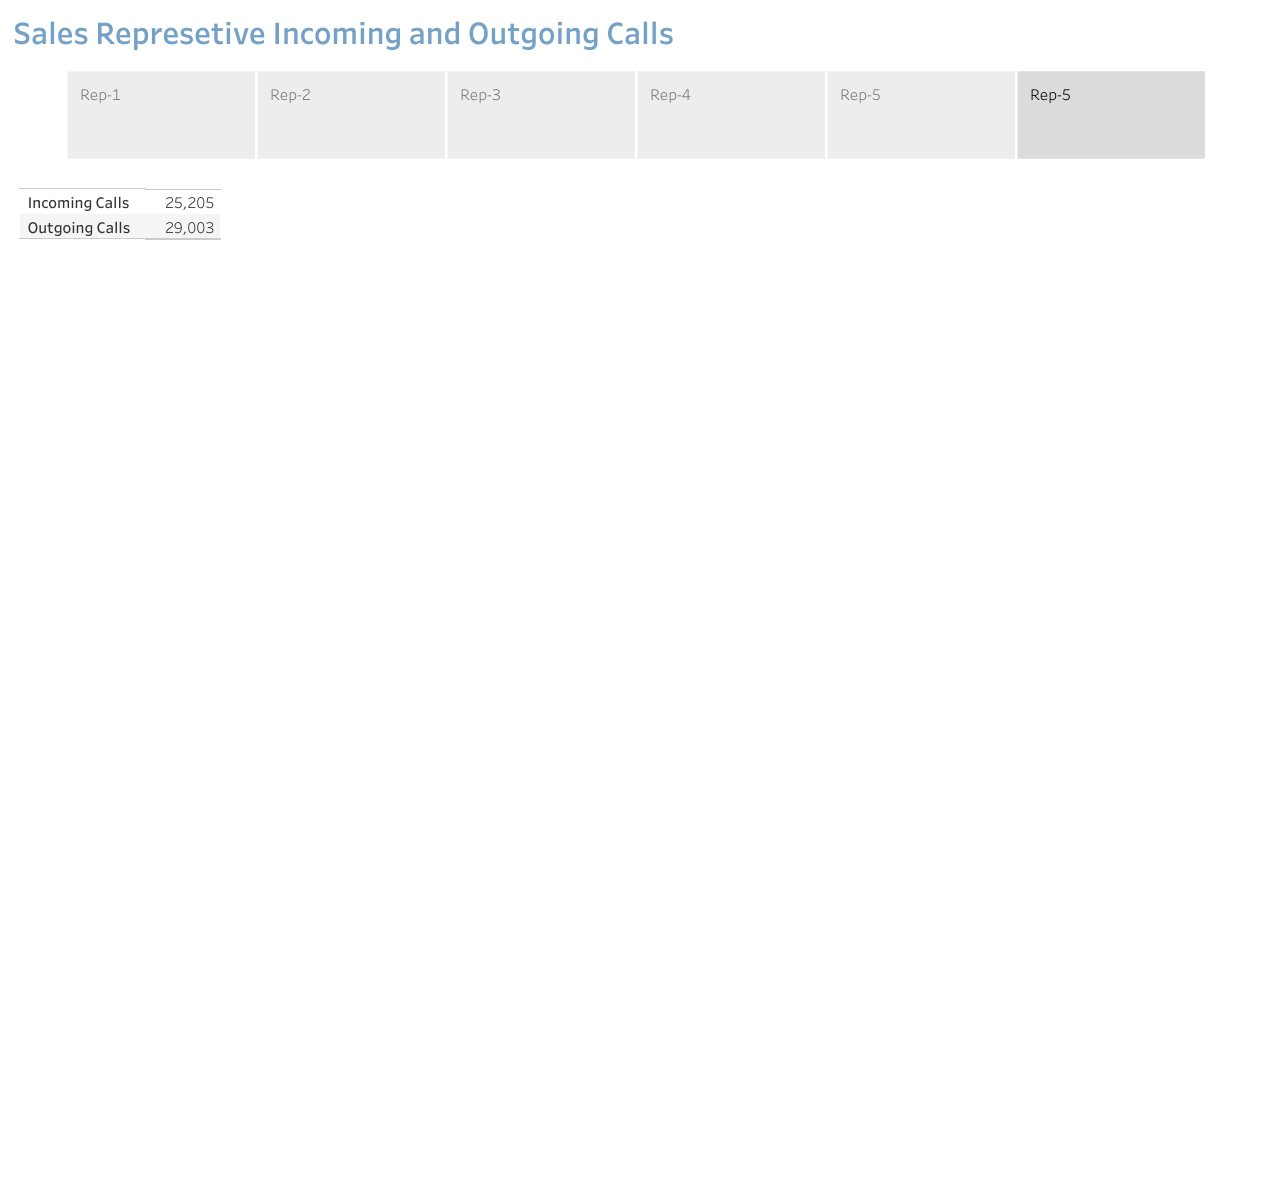 Sales Represetive Incoming and Outgoing Calls
Rep-1 Rep-2 Rep-3 Rep-4 Rep-5 Rep-5
Incoming Calls 25,205
Outgoing Calls 29,003